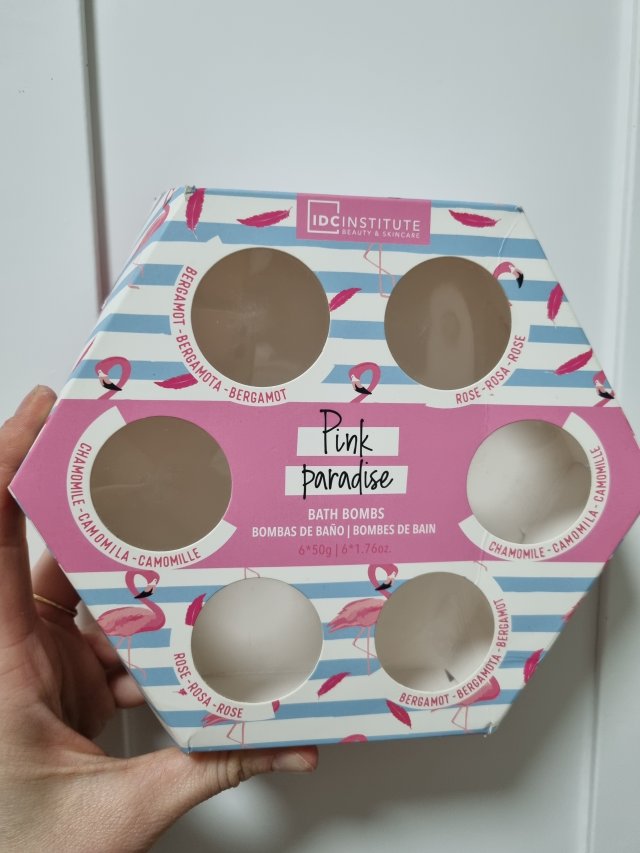 IDC INSTITUTE
BEAUTY & SKINCARE
BERGAMOT - BERGAMOTA - BERGAMOT
ROSE - ROSA - ROSE
Pink
paradise
BATH BOMBS
BOMBAS DE BAÑO | BOMBES DE BAIN
6*50g | 6*1.76oz.
CHAMOMILE - CAMOMILA - CAMOMILLE
CHAMOMILE - CAMOMILA - CAMOMILLE
ROSE - ROSA - ROSE
BERGAMOT - BERGAMOTA - BERGAMOT